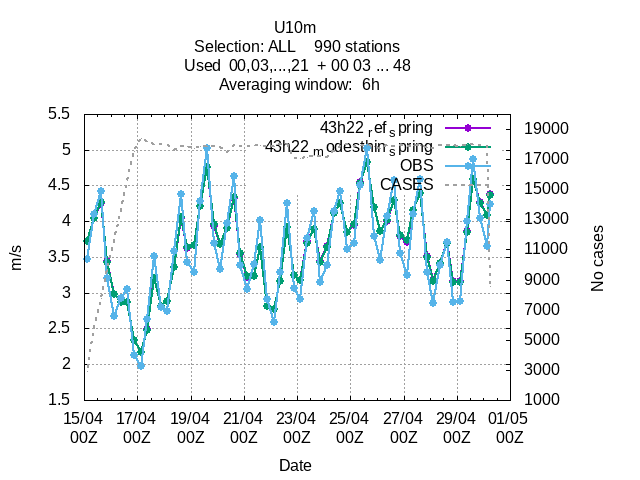 U10m
Selection: ALL 990 stations
Used 00,03,...,21 + 00 03 ... 48
Averaging window: 6h
5.5
5
4.5
4
3.5
3
2.5
2
1.5
m/s
43h22ref_spring
43h22modesthin_spring
OBS
CASES
19000
17000
15000
13000
11000
9000
7000
5000
3000
1000
No cases
15/04 17/04 19/04 21/04 23/04 25/04 27/04 29/04 01/05
00Z 00Z 00Z 00Z 00Z 00Z 00Z 00Z 00Z
Date